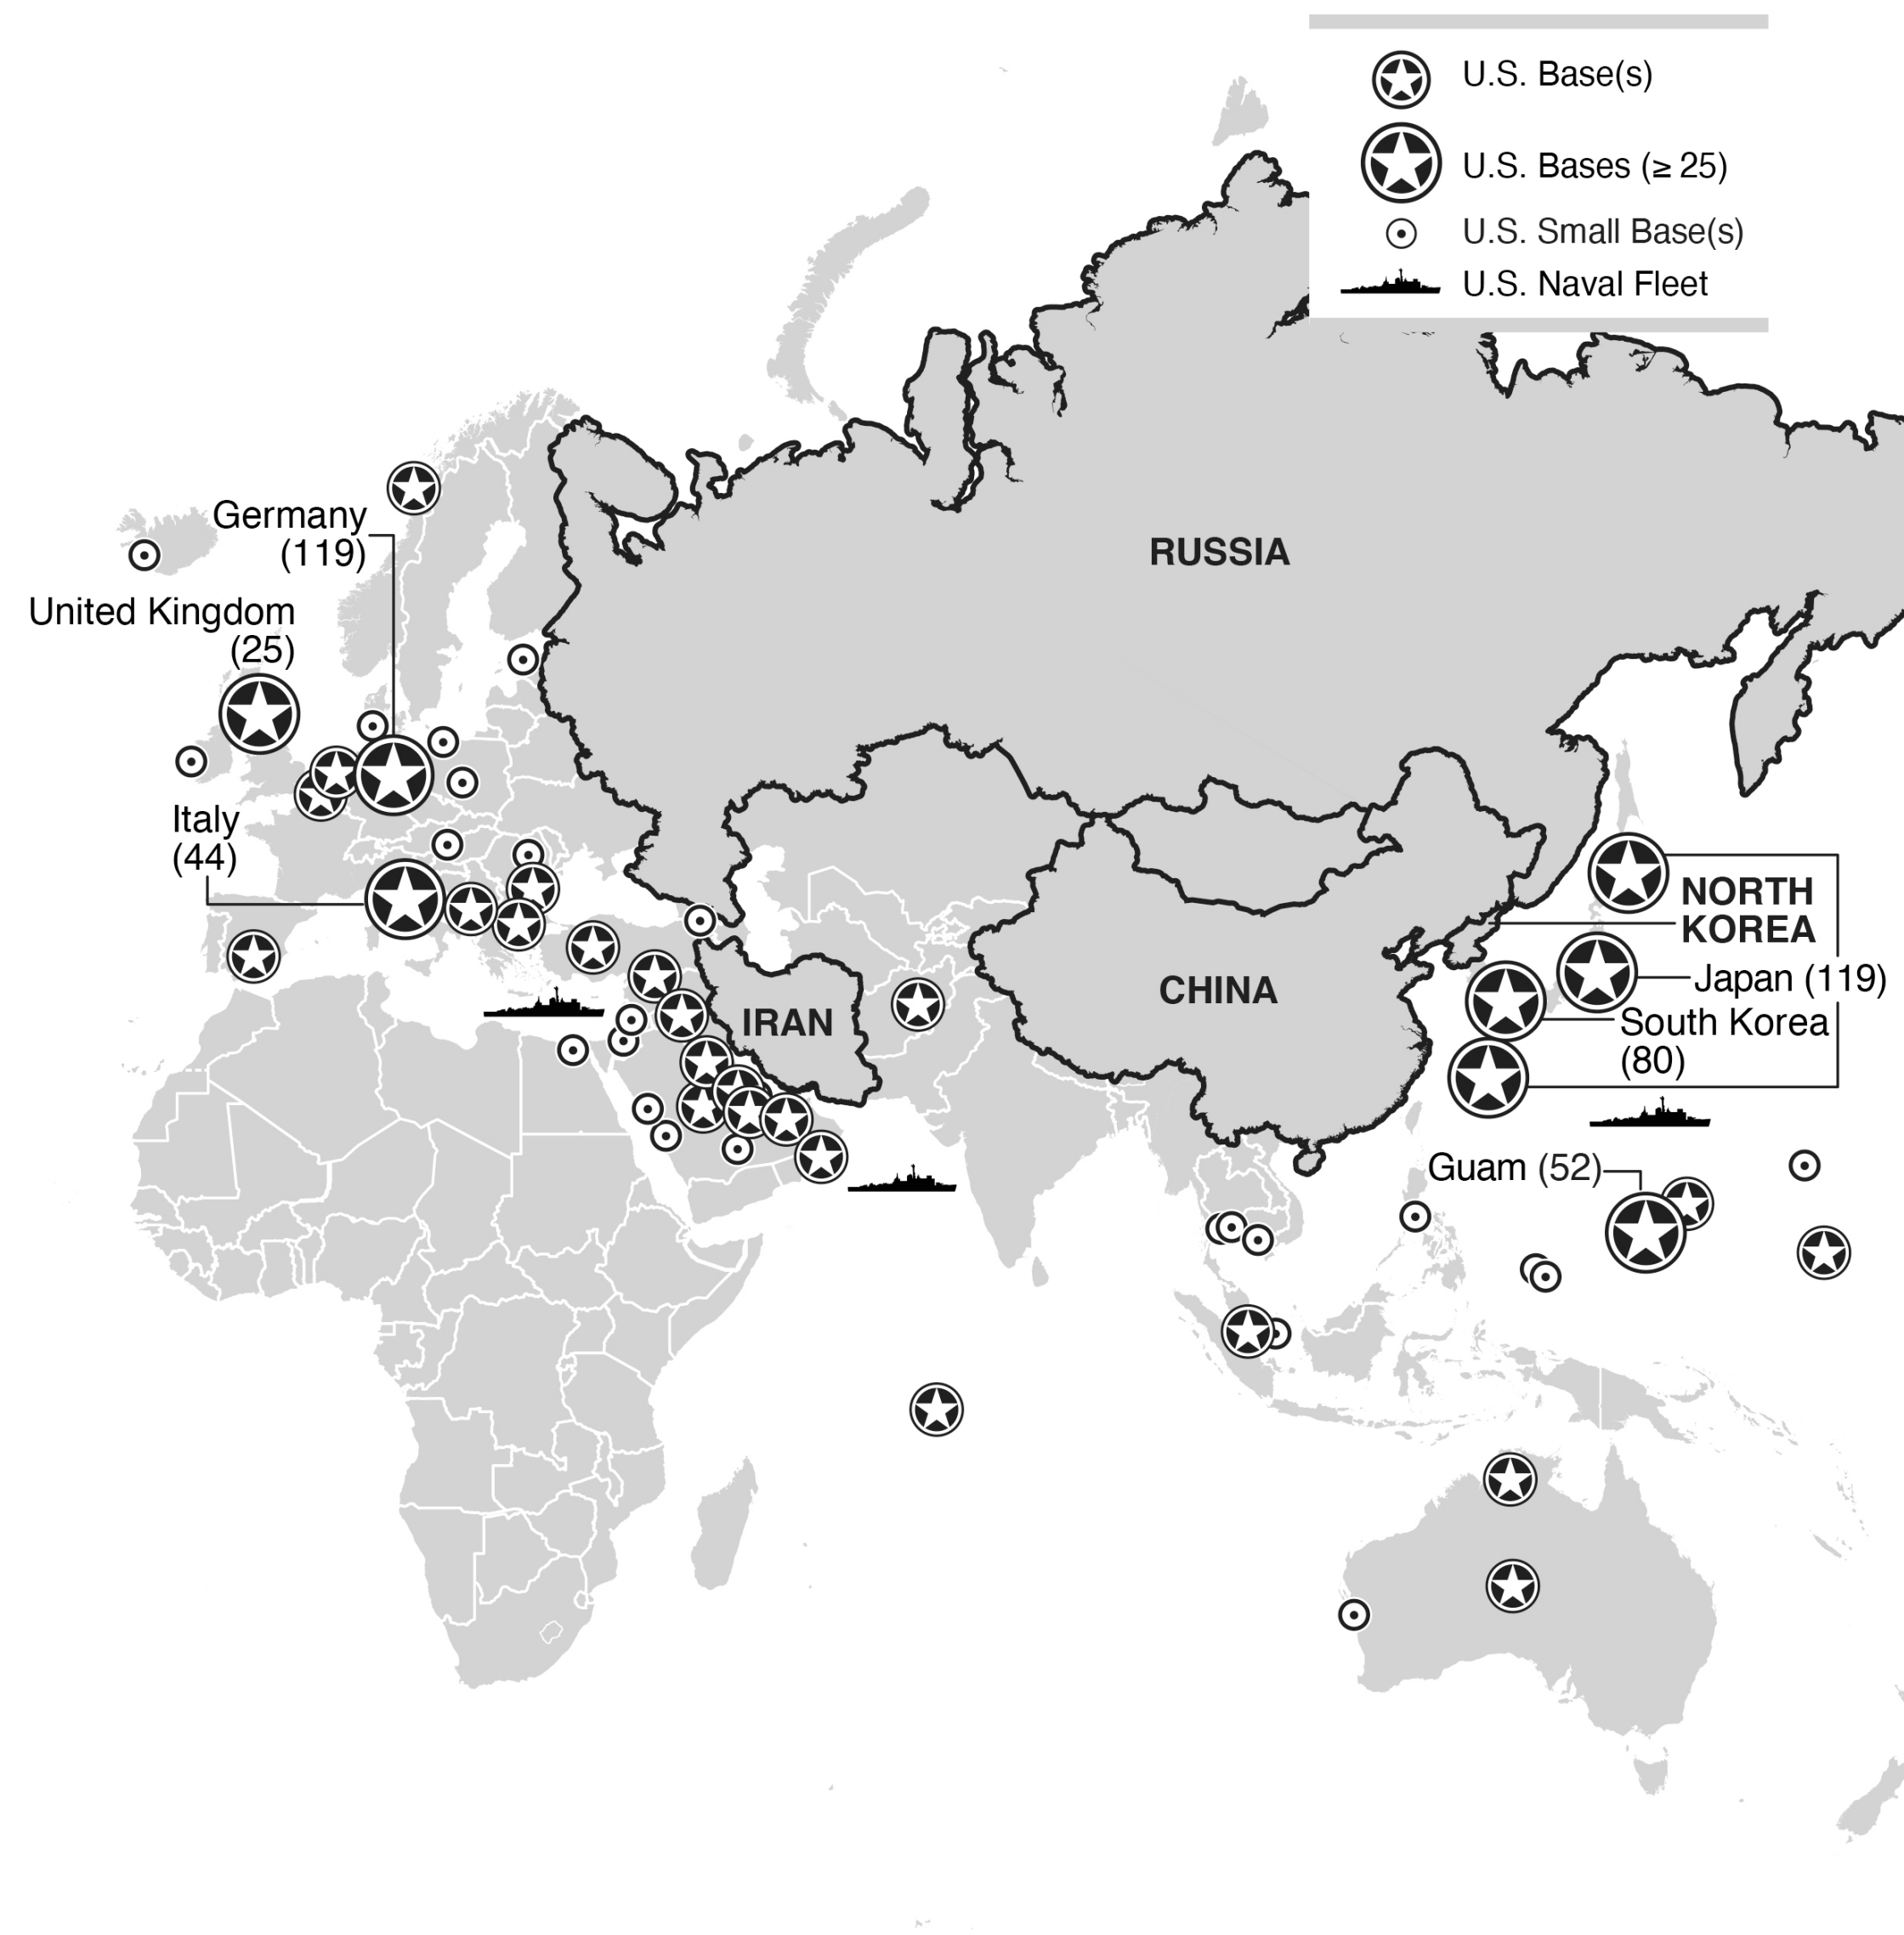 U.S. Base(s)
U.S. Bases (≥ 25)
U.S. Small Base(s)
U.S. Naval Fleet
RUSSIA
Germany
(119)
United Kingdom
(25)
Italy
(44)
NORTH
KOREA
Japan (119)
South Korea
(80)
CHINA
IRAN
Guam (52)